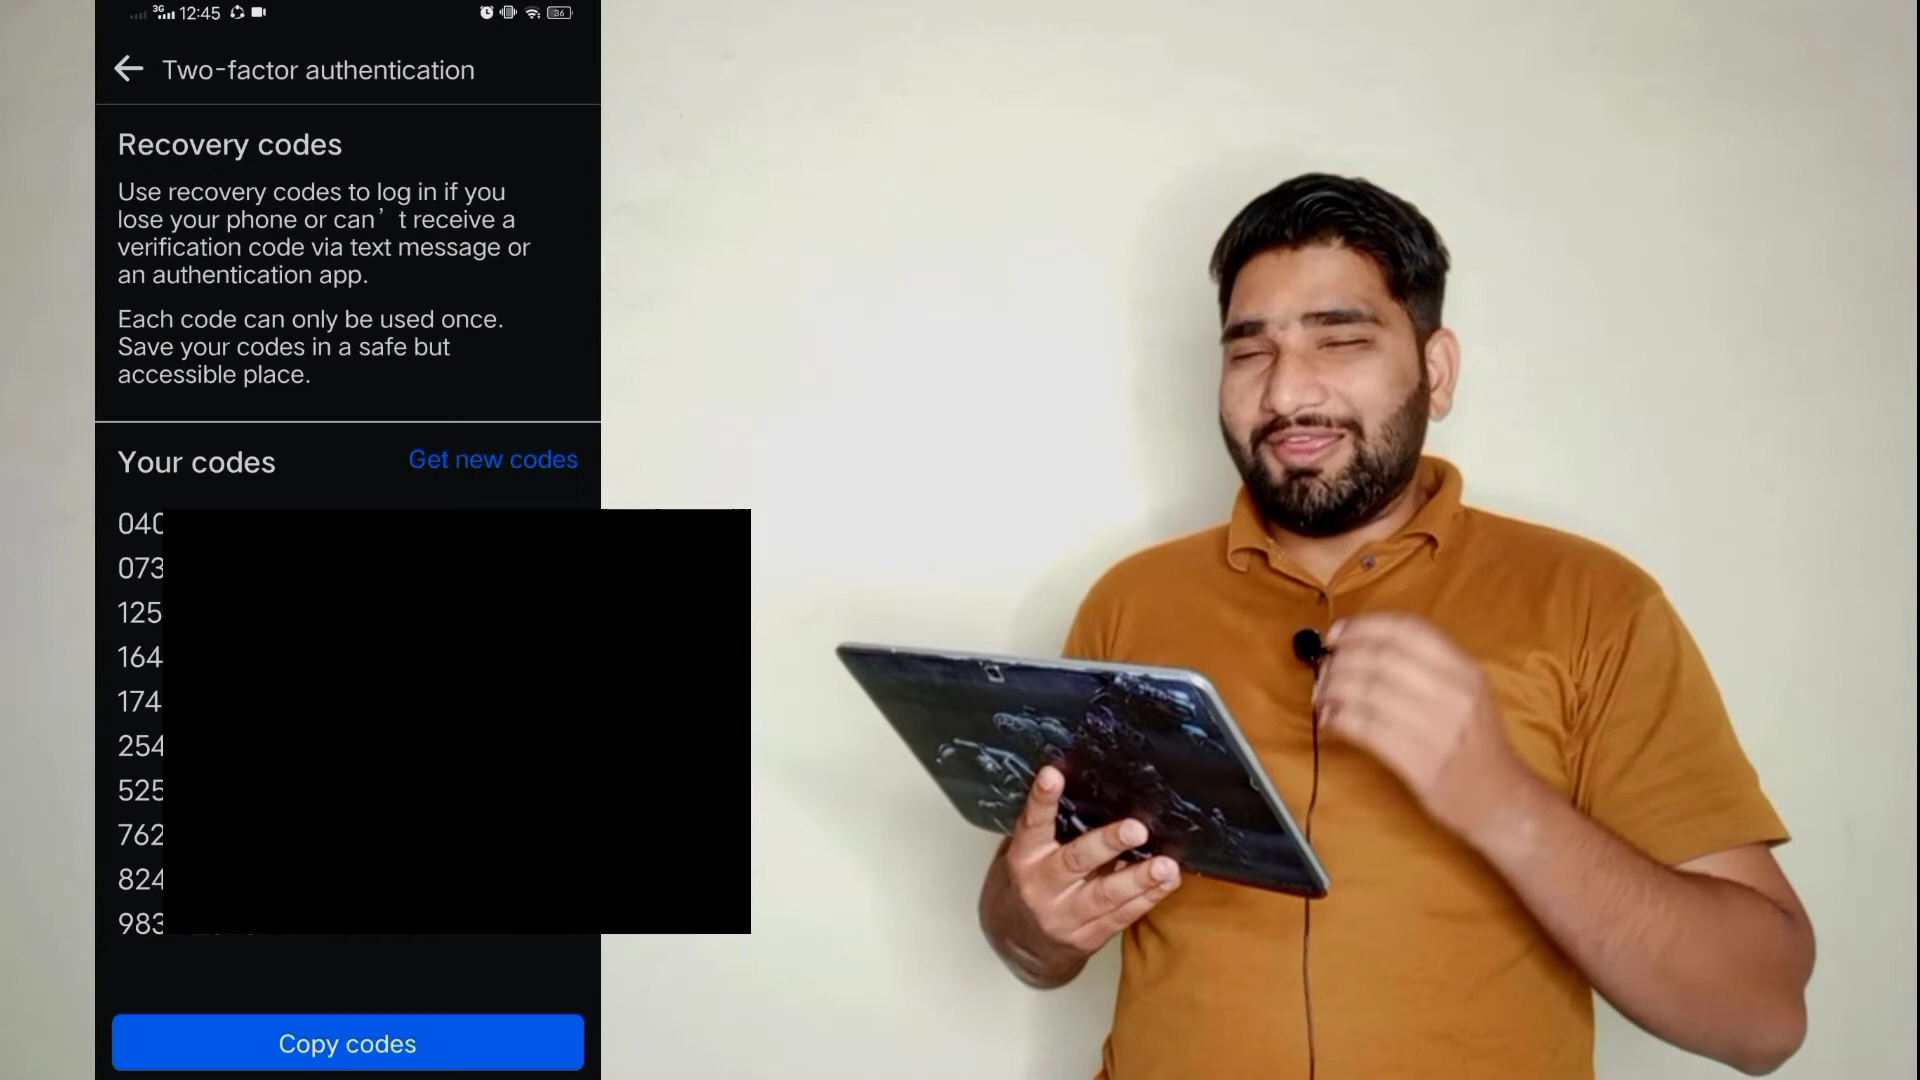 3G 12:45 36
Two-factor authentication
Recovery codes
Use recovery codes to log in if you
lose your phone or can’ t receive a
verification code via text message or
an authentication app.
Each code can only be used once.
Save your codes in a safe but
accessible place.
Your codes
Get new codes
040
073
125
164
174
254
525
762
824
983
Copy codes